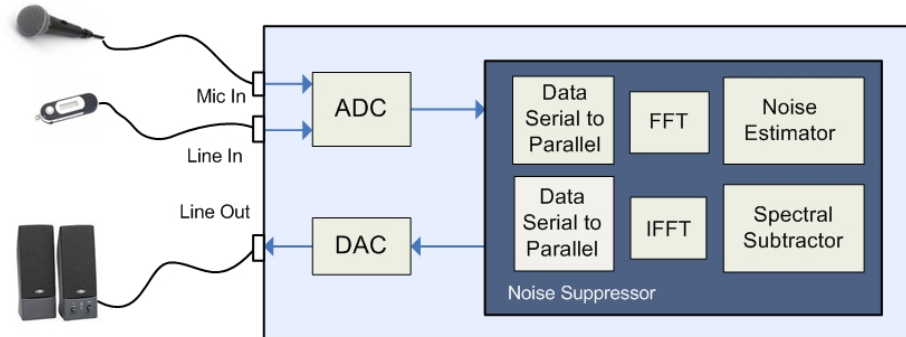 Mic In
Line In
Line Out
ADC
DAC
Data
Serial to
Parallel
FFT
Noise
Estimator
Data
Serial to
Parallel
IFFT
Spectral
Subtractor
Noise Suppressor